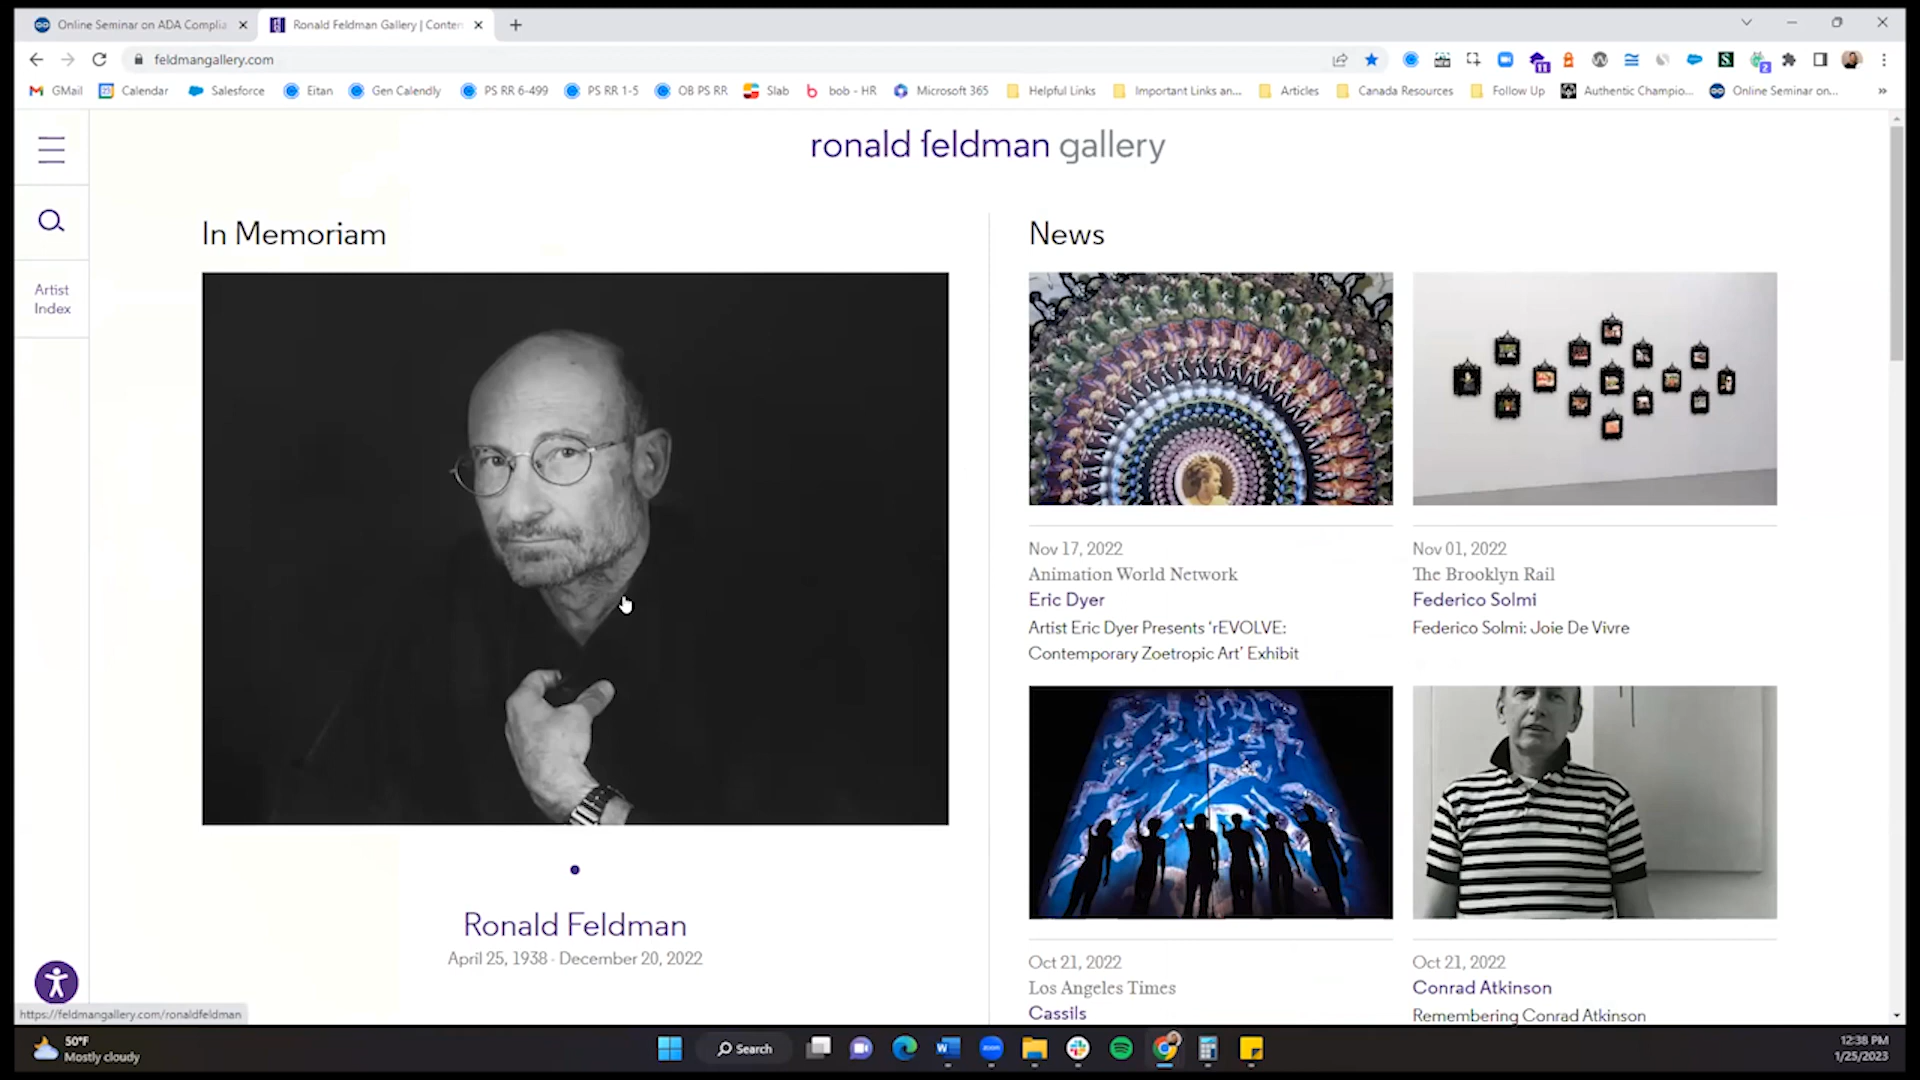 Online Seminar on ADA Complia
Ronald Feldman Gallery | Conten
feldmangallery.com
GMail
Calendar
Salesforce
Eitan
Gen Calendly
PS RR 6-499
PS RR 1-5
OB PS RR
Slab
bob - HR
Microsoft 365
Helpful Links
Important Links an...
Articles
Canada Resources
Follow Up
Authentic Champio...
Online Seminar on...
ronald feldman gallery
Artist
Index
In Memoriam
Ronald Feldman
April 25, 1938 - December 20, 2022
News
Nov 17, 2022
Animation World Network
Eric Dyer
Artist Eric Dyer Presents ‘rEVOLVE:
Contemporary Zoetropic Art’ Exhibit
Nov 01, 2022
The Brooklyn Rail
Federico Solmi
Federico Solmi: Joie De Vivre
Oct 21, 2022
Los Angeles Times
Cassils
Oct 21, 2022
Conrad Atkinson
Remembering Conrad Atkinson
https://feldmangallery.com/ronaldfeldman
50°F
Mostly cloudy
Search
12:38 PM
1/25/2023